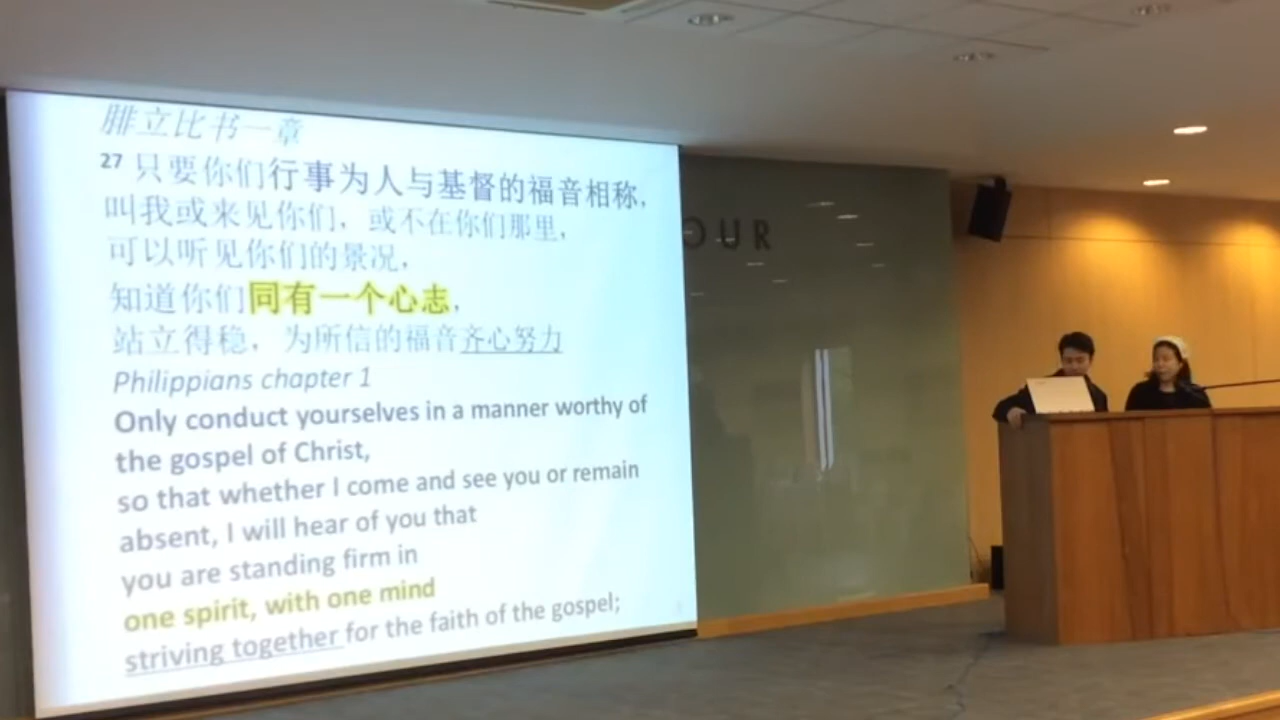 腓立比书一章
27 只要你们行事为人与基督的福音相称，
叫我或来见你们，或不在你们那里，
可以听见你们的景况，
知道你们同有一个心志，
站立得稳，为所信的福音齐心努力
Philippians chapter 1
Only conduct yourselves in a manner worthy of
the gospel of Christ,
so that whether I come and see you or remain
absent, I will hear of you that
you are standing firm in
one spirit, with one mind
striving together for the faith of the gospel;
OUR